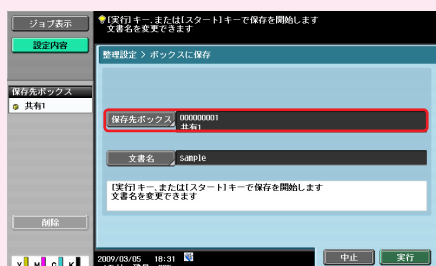 ジョブ表示
設定内容
【実行】キー、または【スタート】キーで保存を開始します
文書名を変更できます
整理設定 > ボックスに保存
保存先ボックス
共有1
保存先ボックス 000000001
共有1
文書名 sample
【実行】キー、または【スタート】キーで保存を開始します
文書名を変更できます
削除
中止 実行
2009/03/05 18:31
Y M C K